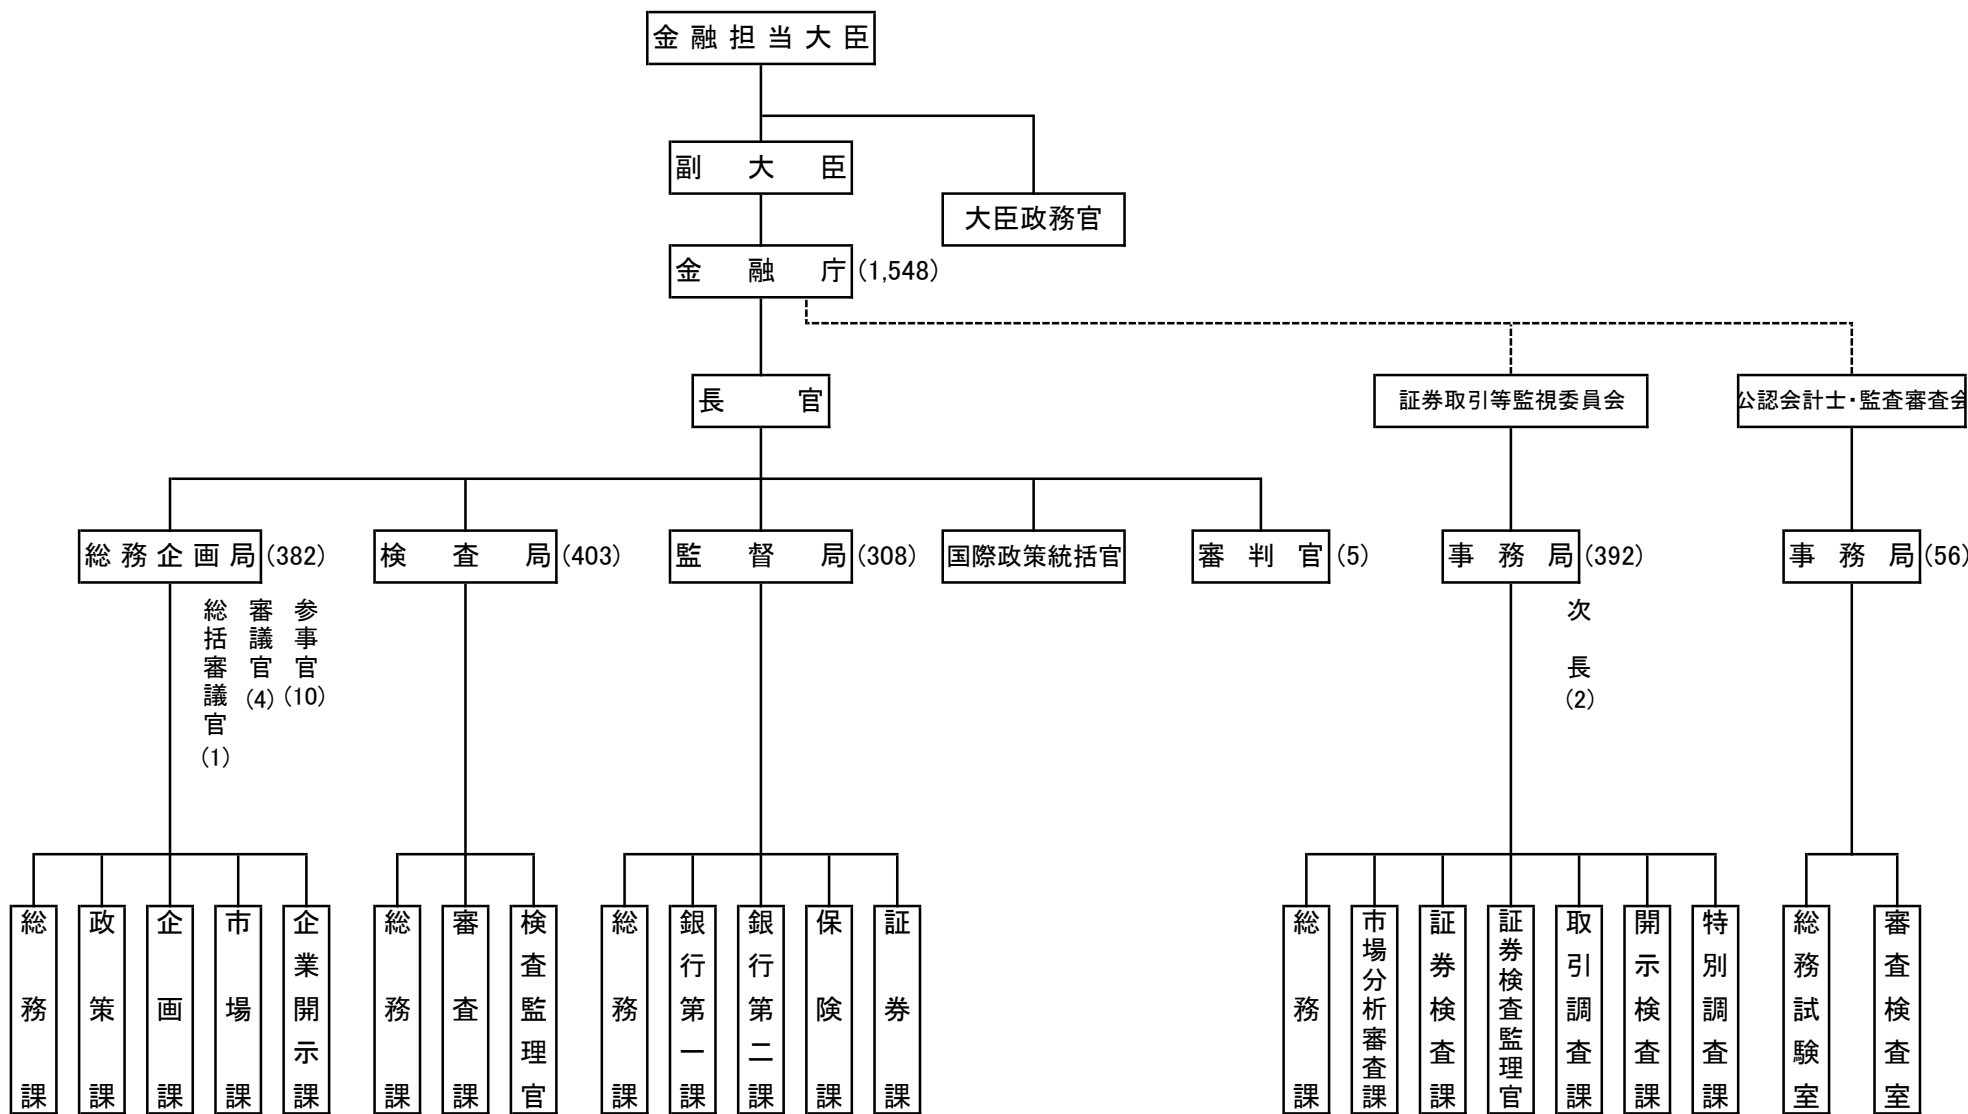 金融担当大臣
副大臣
大臣政務官
金融庁(1,548)
長官
証券取引等監視委員会
公認会計士・監査審査会
総務企画局(382)
検査局(403)
監督局(308)
国際政策統括官
審判官(5)
事務局(392)
事務局(56)
総括審議官(1)
審議官(4)
参事官(10)
次長(2)
総務課
政策課
企画課
市場課
企業開示課
総務課
審査課
検査監理官
総務課
銀行第一課
銀行第二課
保険課
証券課
総務課
市場分析審査課
証券検査課
証券検査監理官
取引調査課
開示検査課
特別調査課
総務試験室
審査検査室